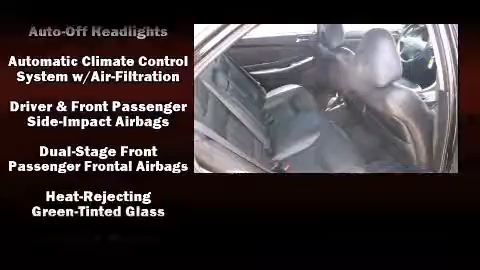 Auto-Off Headlights
Automatic Climate Control
System w/Air-Filtration
Driver & Front Passenger
Side-Impact Airbags
Dual-Stage Front
Passenger Frontal Airbags
Heat-Rejecting
Green-Tinted Glass